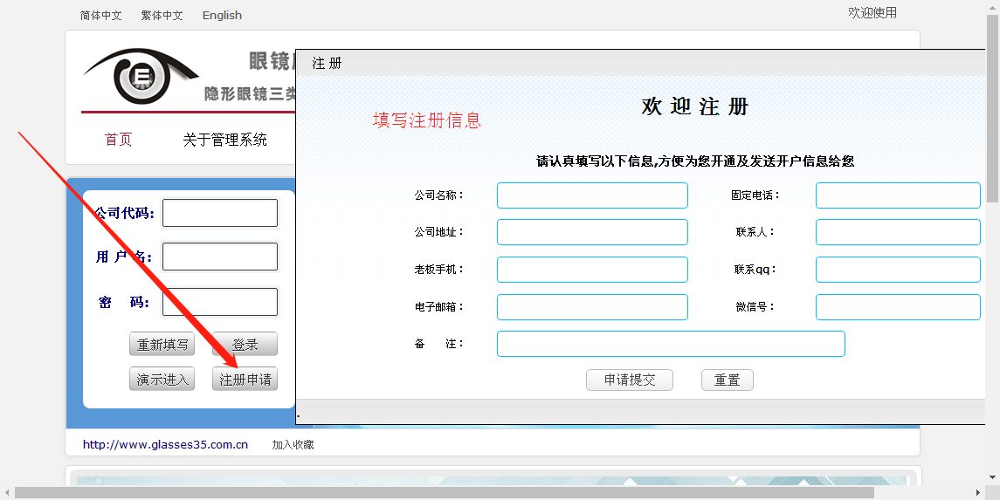 简体中文 繁体中文 English 欢迎使用
眼镜
隐形眼镜三类
首页 关于管理系统
公司代码：
用 户 名：
密 码：
重新填写 登录
演示进入 注册申请
http://www.glasses35.com.cn 加入收藏
注 册
欢 迎 注 册
填写注册信息
请认真填写以下信息,方便为您开通及发送开户信息给您
公司名称： 固定电话：
公司地址： 联系人：
老板手机： 联系qq：
电子邮箱： 微信号：
备 注：
申请提交 重置